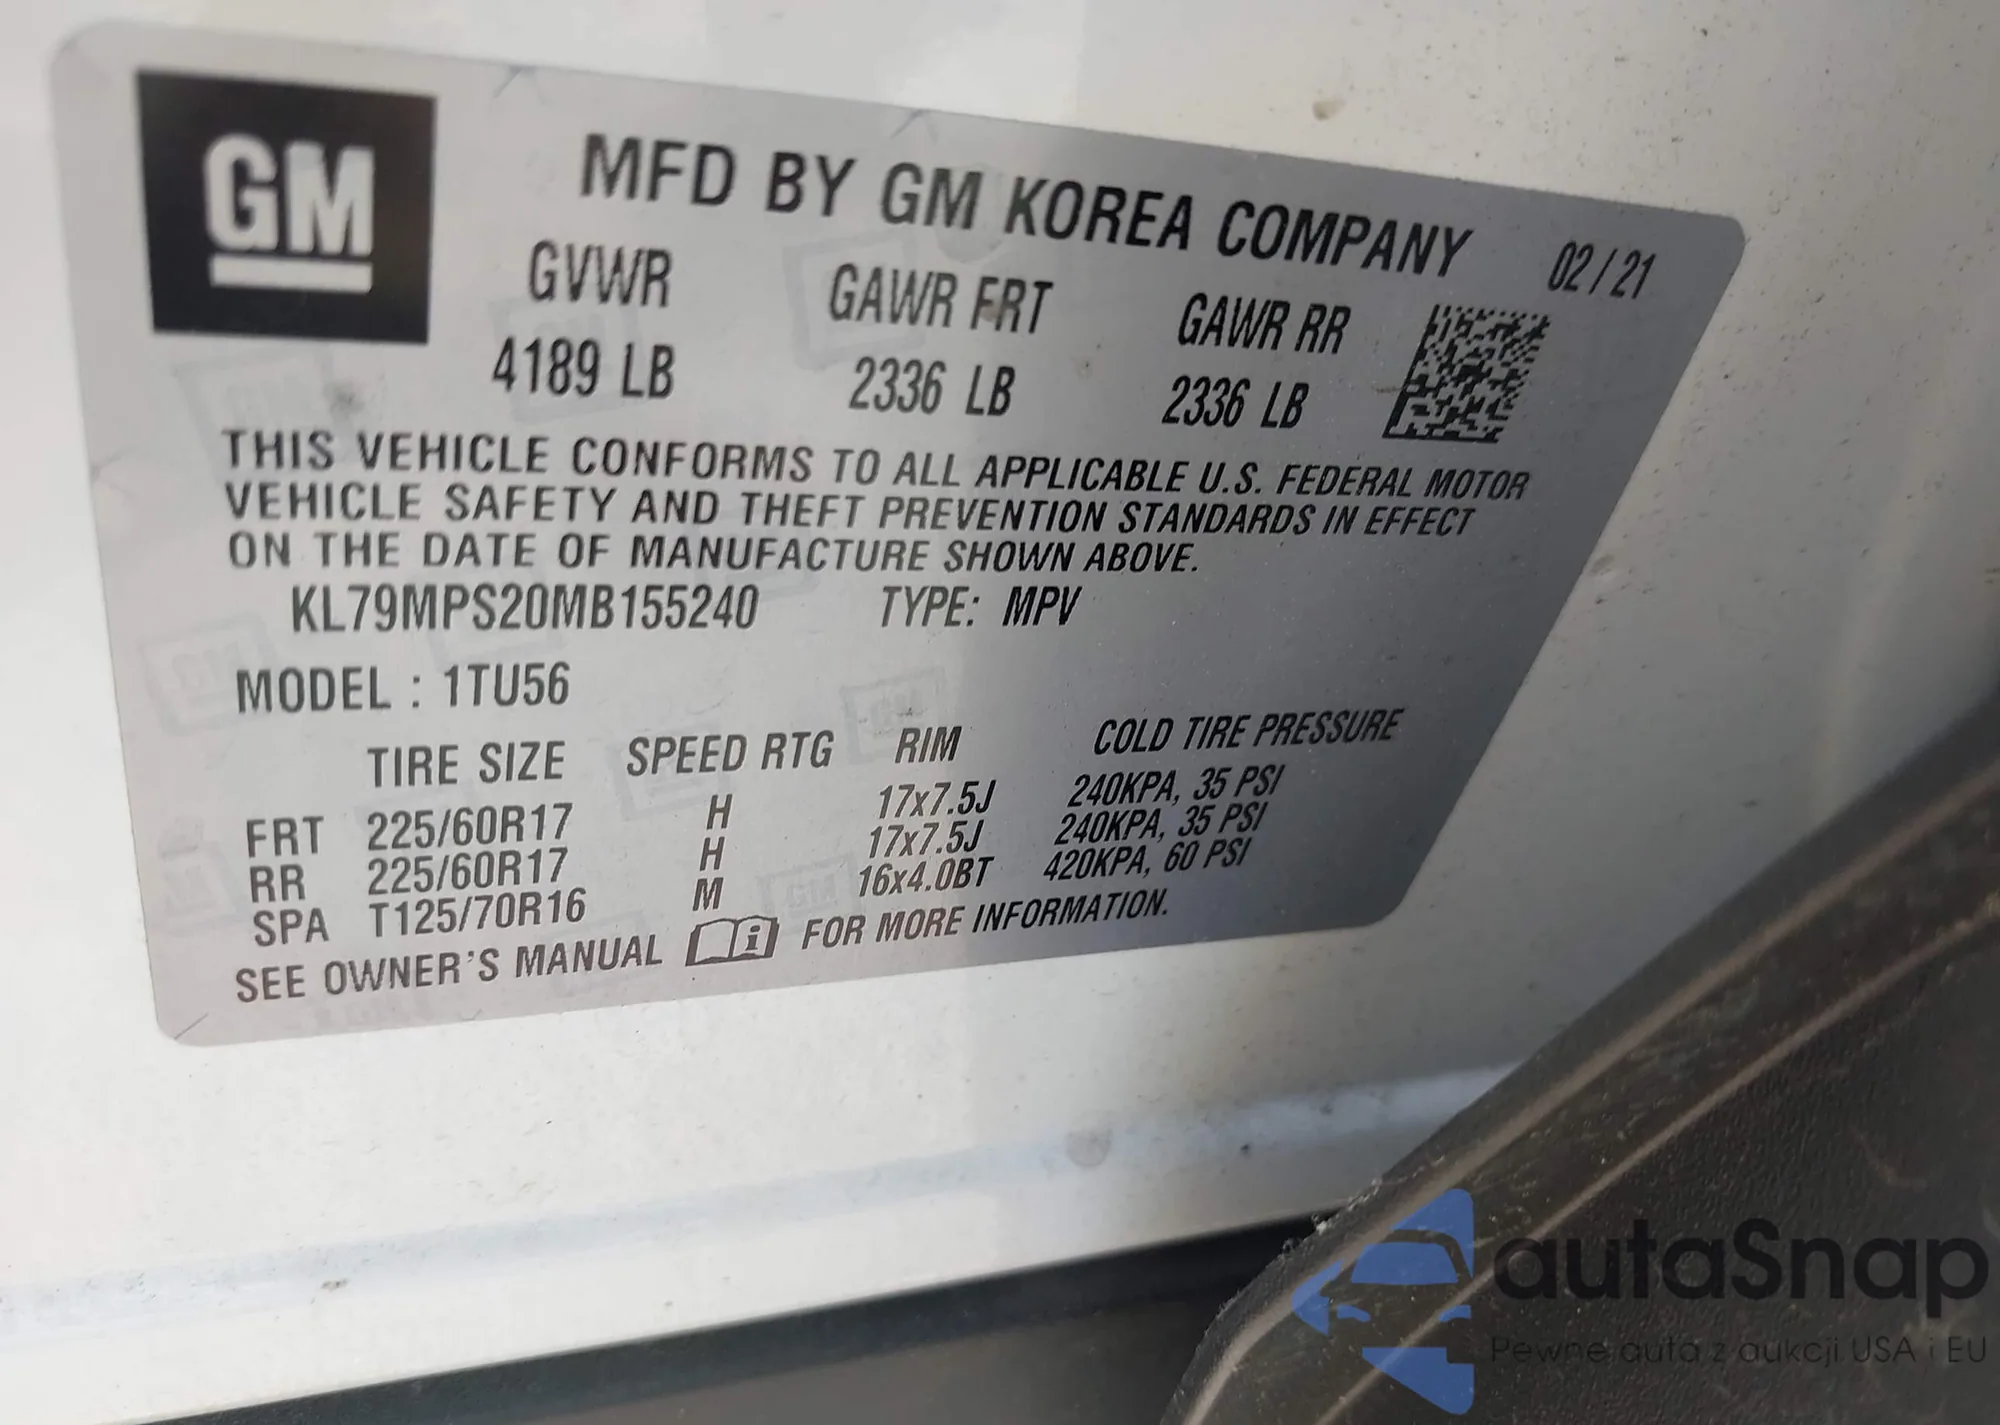 GM
MFD BY GM KOREA COMPANY 02/21
GVWR GAWR FRT GAWR RR
4189 LB 2336 LB 2336 LB
THIS VEHICLE CONFORMS TO ALL APPLICABLE U.S. FEDERAL MOTOR
VEHICLE SAFETY AND THEFT PREVENTION STANDARDS IN EFFECT
ON THE DATE OF MANUFACTURE SHOWN ABOVE.
KL79MPS20MB155240 TYPE: MPV
MODEL : 1TU56
TIRE SIZE SPEED RTG RIM COLD TIRE PRESSURE
FRT 225/60R17 H 17x7.5J 240KPA, 35 PSI
RR 225/60R17 H 17x7.5J 240KPA, 35 PSI
SPA T125/70R16 M 16x4.0BT 420KPA, 60 PSI
SEE OWNER'S MANUAL i FOR MORE INFORMATION.
autaSnap
Pewne auta z aukcji USA i EU